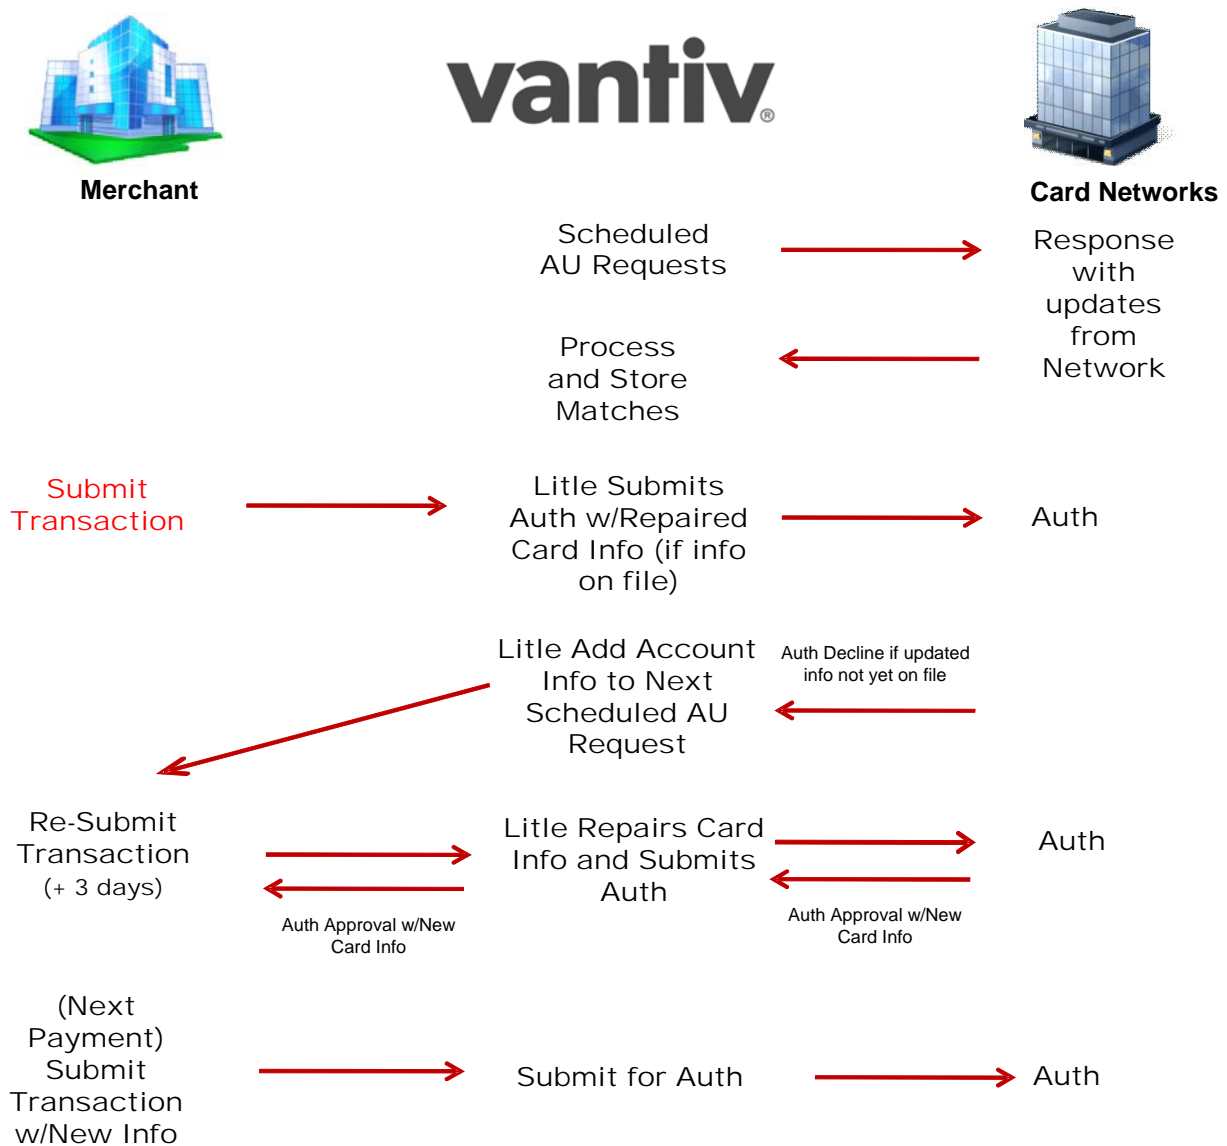 vantiv®
Merchant
Card Networks
Scheduled
AU Requests
Response
with
updates
from
Network
Process
and Store
Matches
Submit
Transaction
Litle Submits
Auth w/Repaired
Card Info (if info
on file)
Auth
Litle Add Account
Info to Next
Scheduled AU
Request
Auth Decline if updated
info not yet on file
Re-Submit
Transaction
(+ 3 days)
Litle Repairs Card
Info and Submits
Auth
Auth
Auth Approval w/New
Card Info
Auth Approval w/New
Card Info
(Next
Payment)
Submit
Transaction
w/New Info
Submit for Auth
Auth